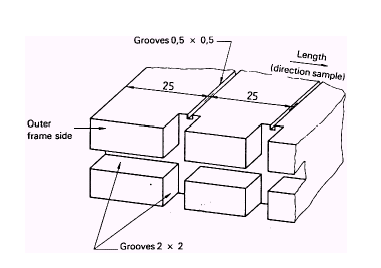 Grooves 0,5 × 0,5
Length
(direction sample)
25
25
Outer
frame side
Grooves 2 × 2